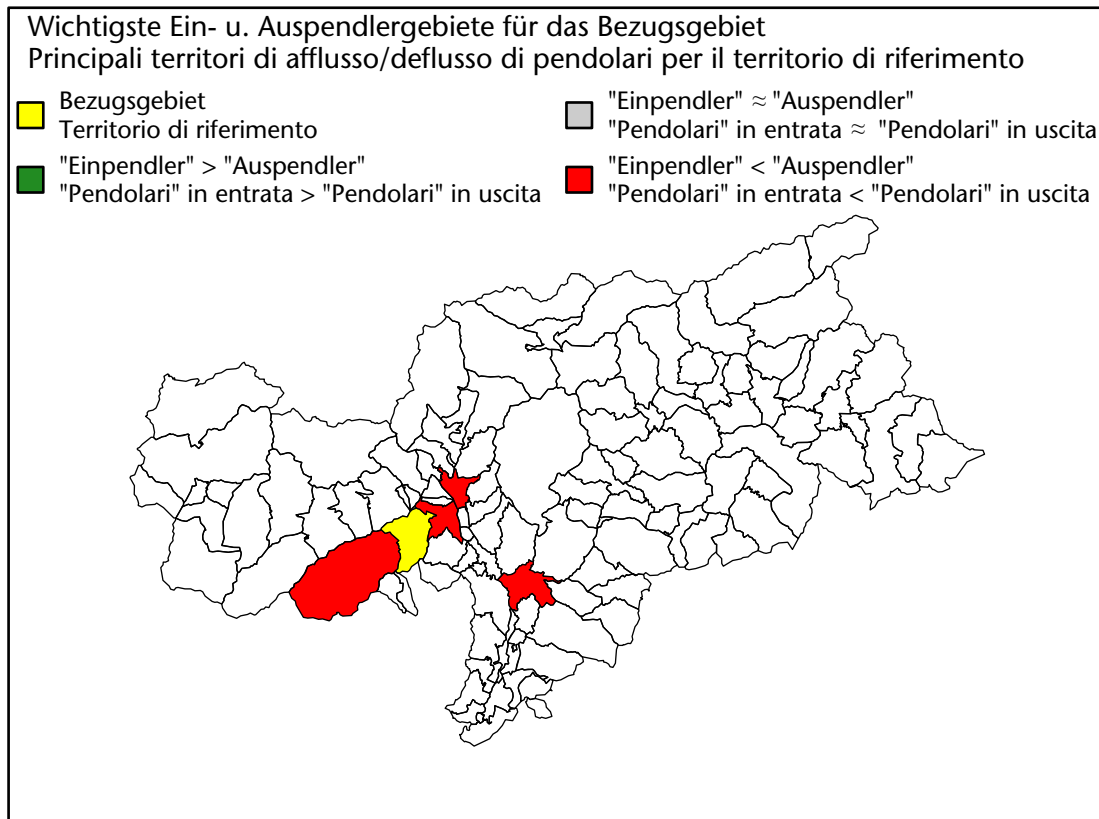 Wichtigste Ein- u. Auspendlergebiete für das Bezugsgebiet
Principali territori di afflusso/deflusso di pendolari per il territorio di riferimento
Bezugsgebiet
Territorio di riferimento
"Einpendler" > "Auspendler"
"Pendolari" in entrata > "Pendolari" in uscita
"Einpendler" ≈ "Auspendler"
"Pendolari" in entrata ≈ "Pendolari" in uscita
"Einpendler" < "Auspendler"
"Pendolari" in entrata < "Pendolari" in uscita